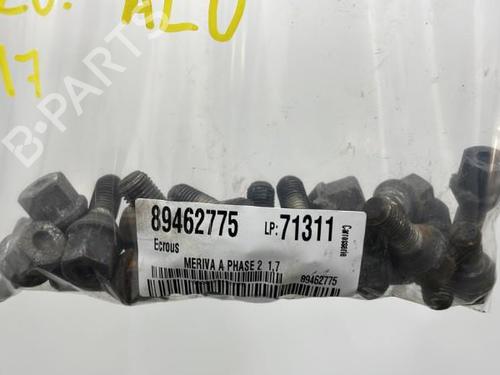 ALU
17
B-PARTS
89462775 LP: 71311
Ecrous
Carrosserie
MERIVA A PHASE 2 1.7
89462775